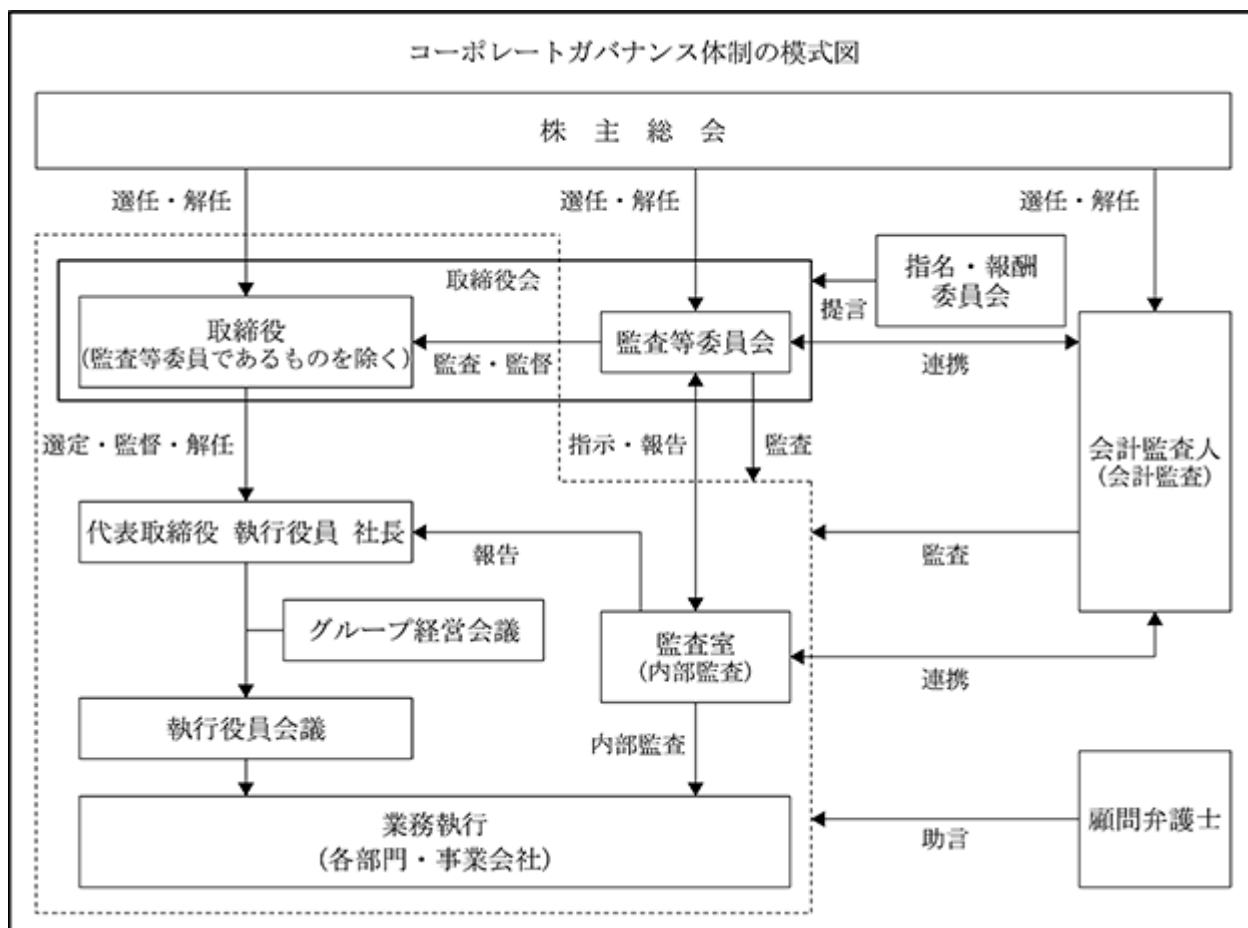 コーポレートガバナンス体制の模式図
株主総会
選任・解任
選任・解任
選任・解任
指名・報酬
委員会
取締役会
提言
取締役
(監査等委員であるものを除く)
監査・監督
監査等委員会
連携
選定・監督・解任
指示・報告
監査
会計監査人
(会計監査)
代表取締役 執行役員 社長
報告
監査
グループ経営会議
監査室
(内部監査)
連携
執行役員会議
内部監査
業務執行
(各部門・事業会社)
助言
顧問弁護士